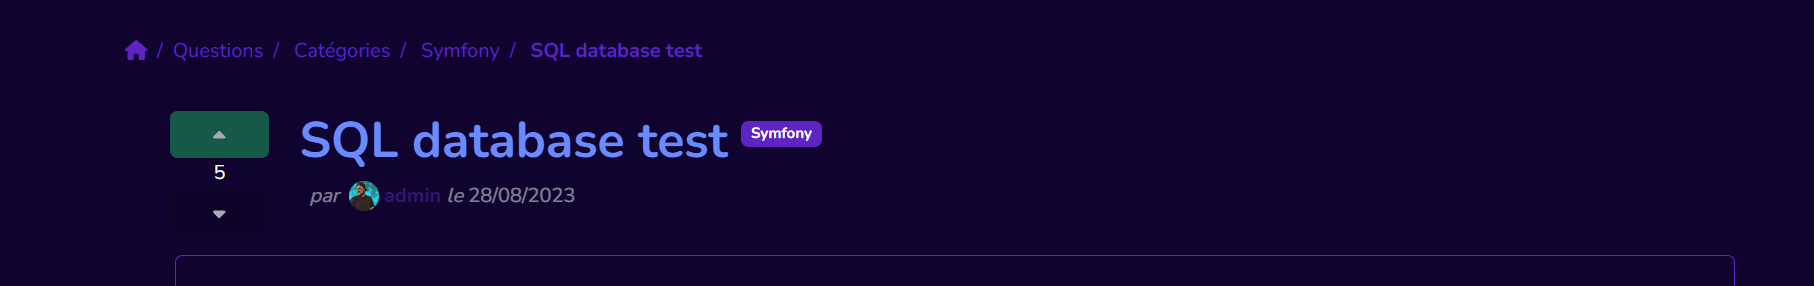 / Questions / Catégories / Symfony / SQL database test
SQL database test Symfony
5
par admin le 28/08/2023